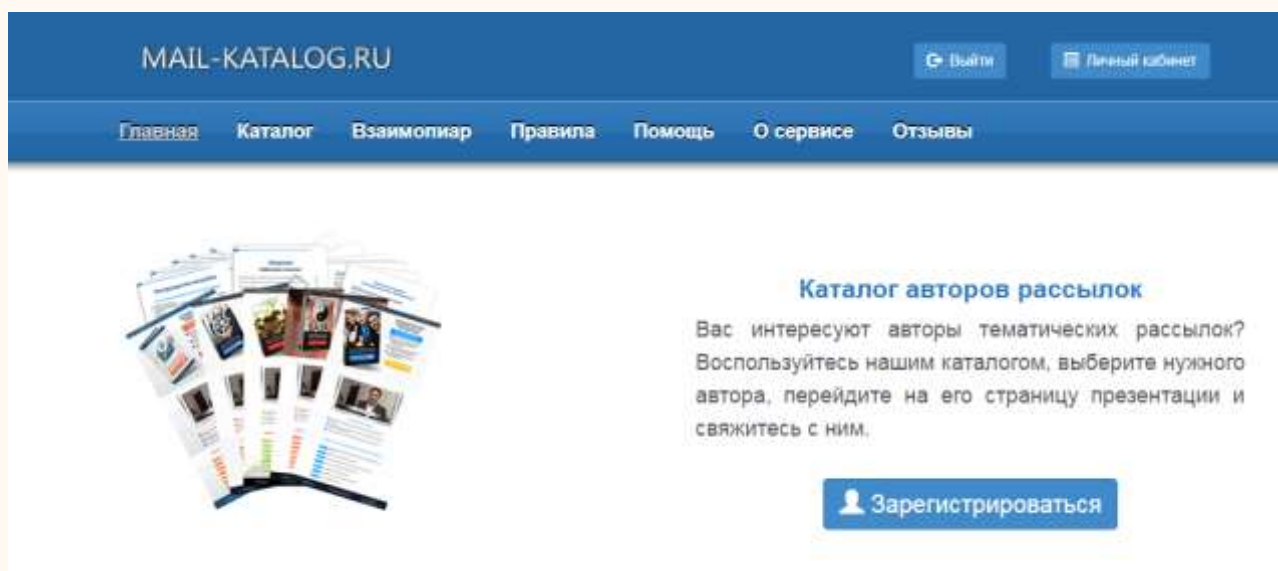 MAIL-KATALOG.RU
Выйти
Личный кабинет
Главная Каталог Взаимопиар Правила Помощь О сервисе Отзывы
Каталог авторов рассылок
Вас интересуют авторы тематических рассылок?
Воспользуйтесь нашим каталогом, выберите нужного
автора, перейдите на его страницу презентации и
свяжитесь с ним.
Зарегистрироваться